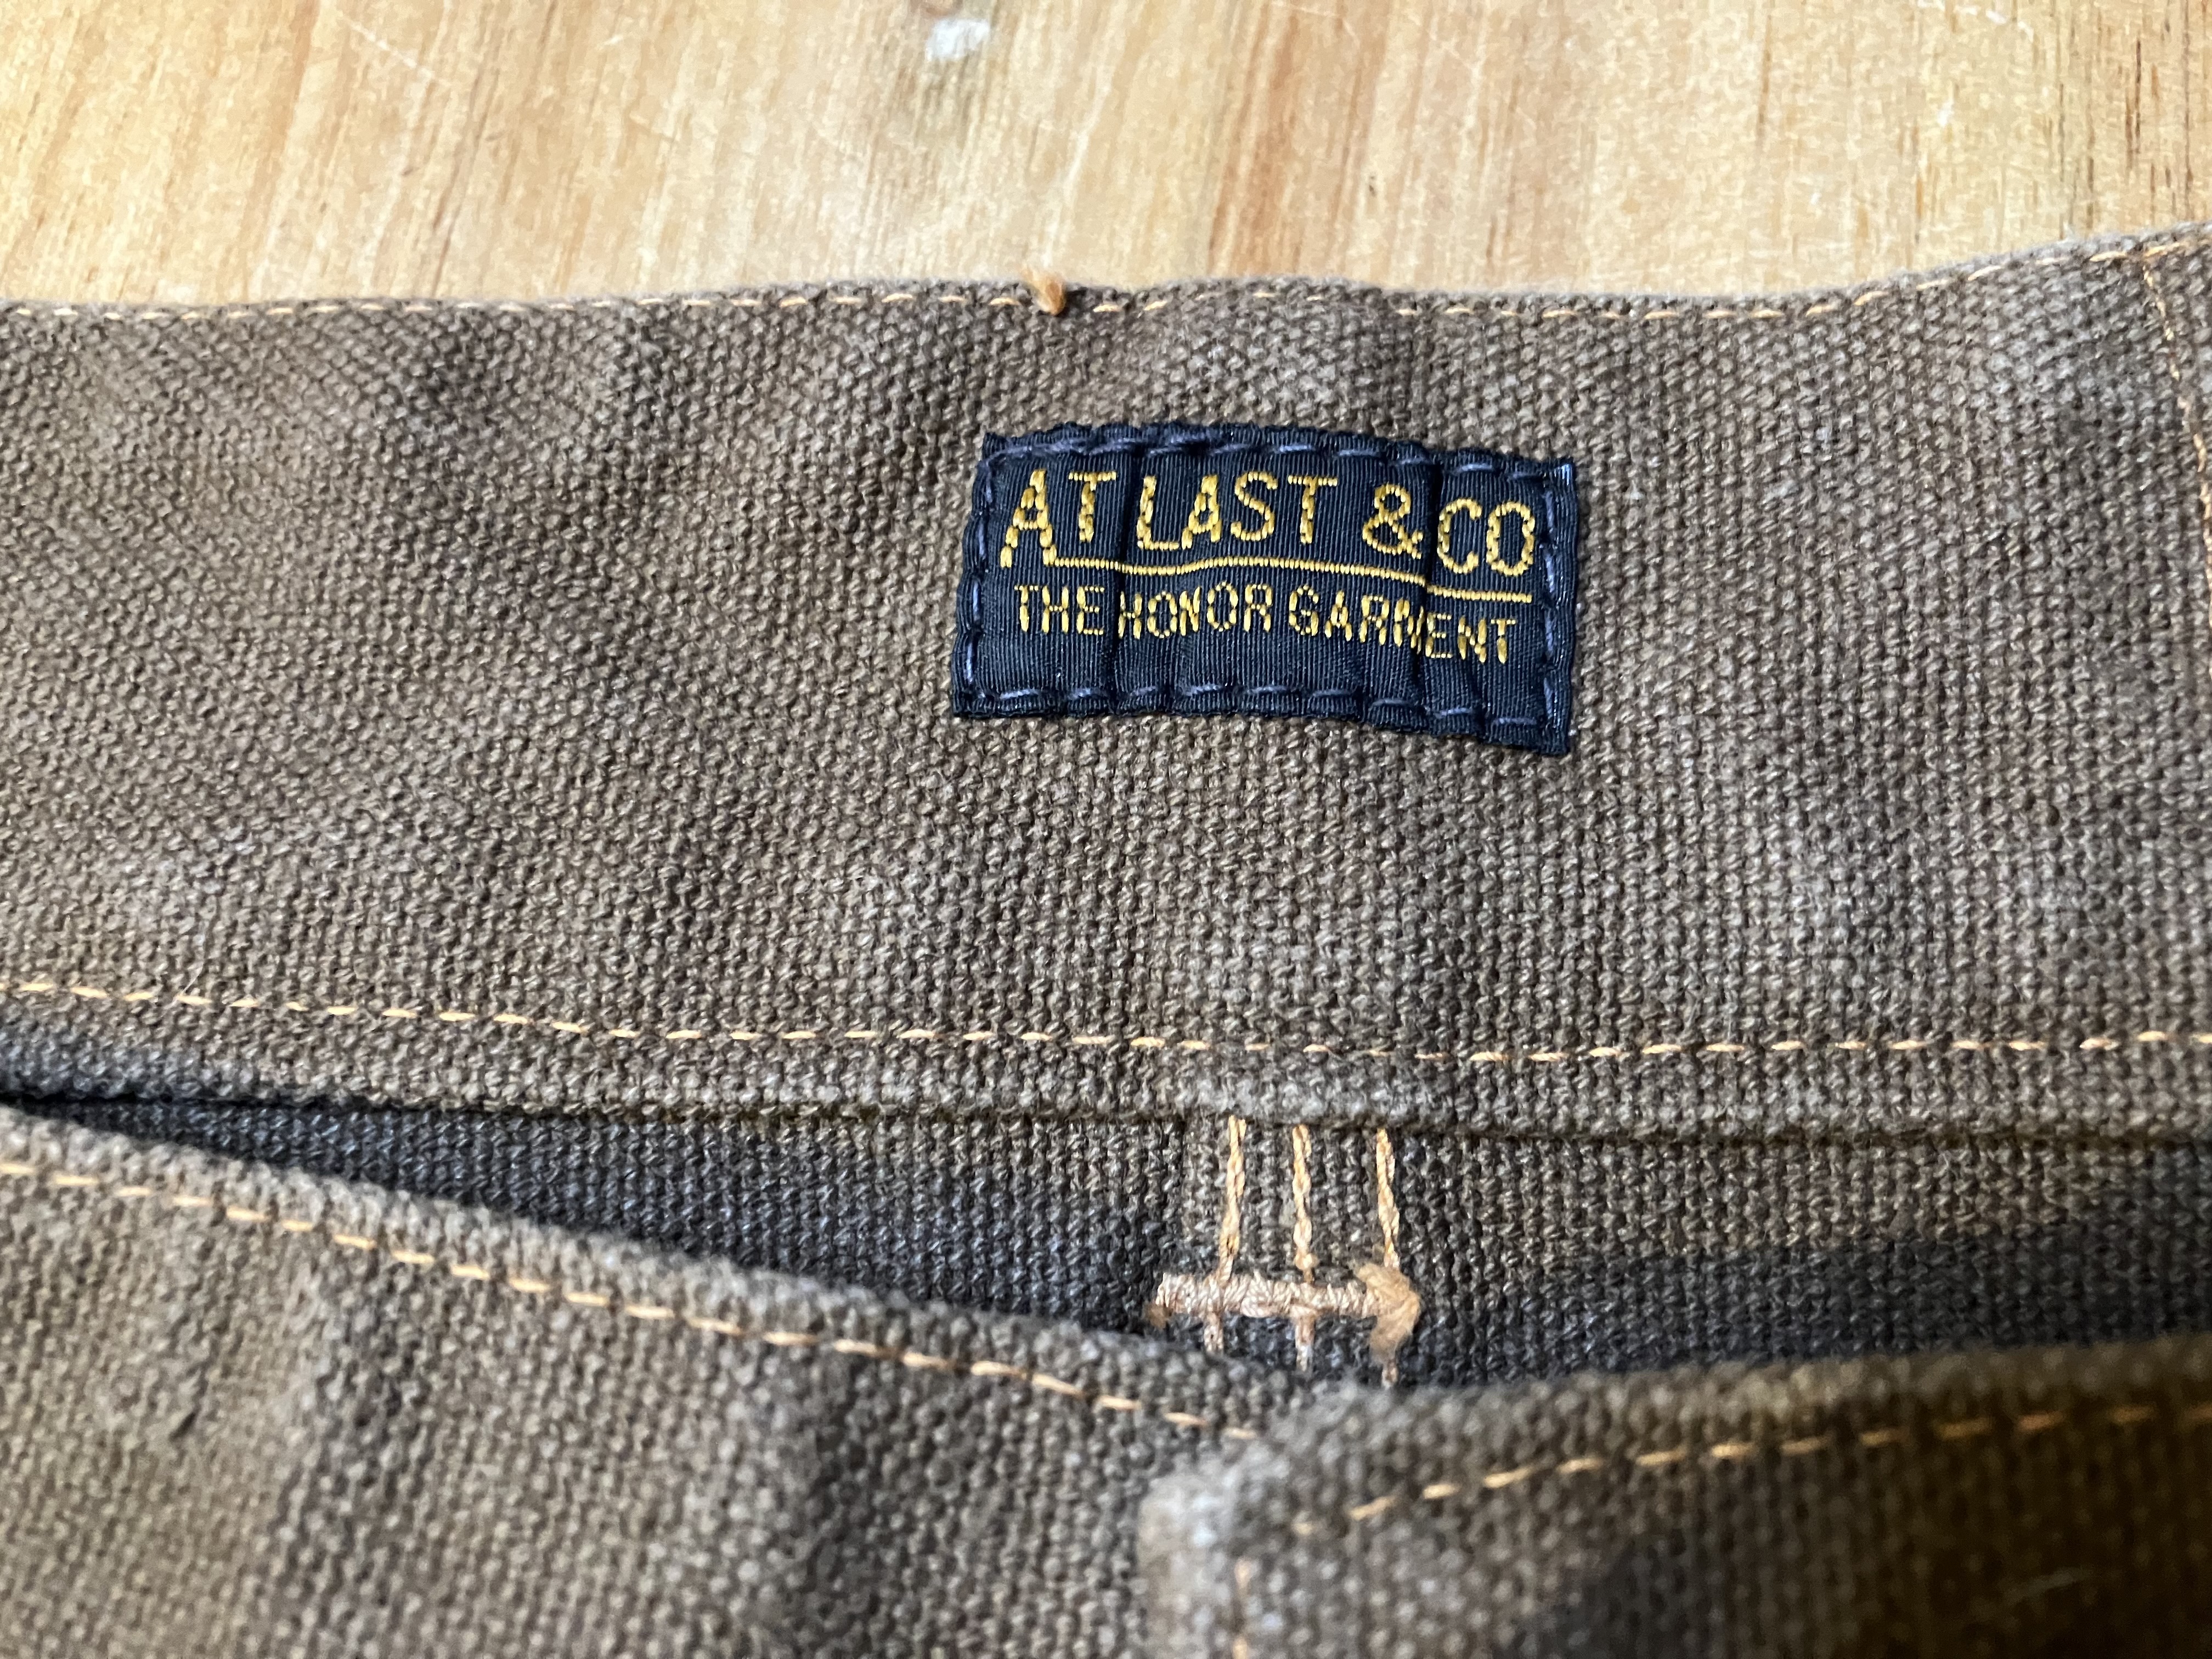 AT LAST & CO
THE HONOR GARMENT